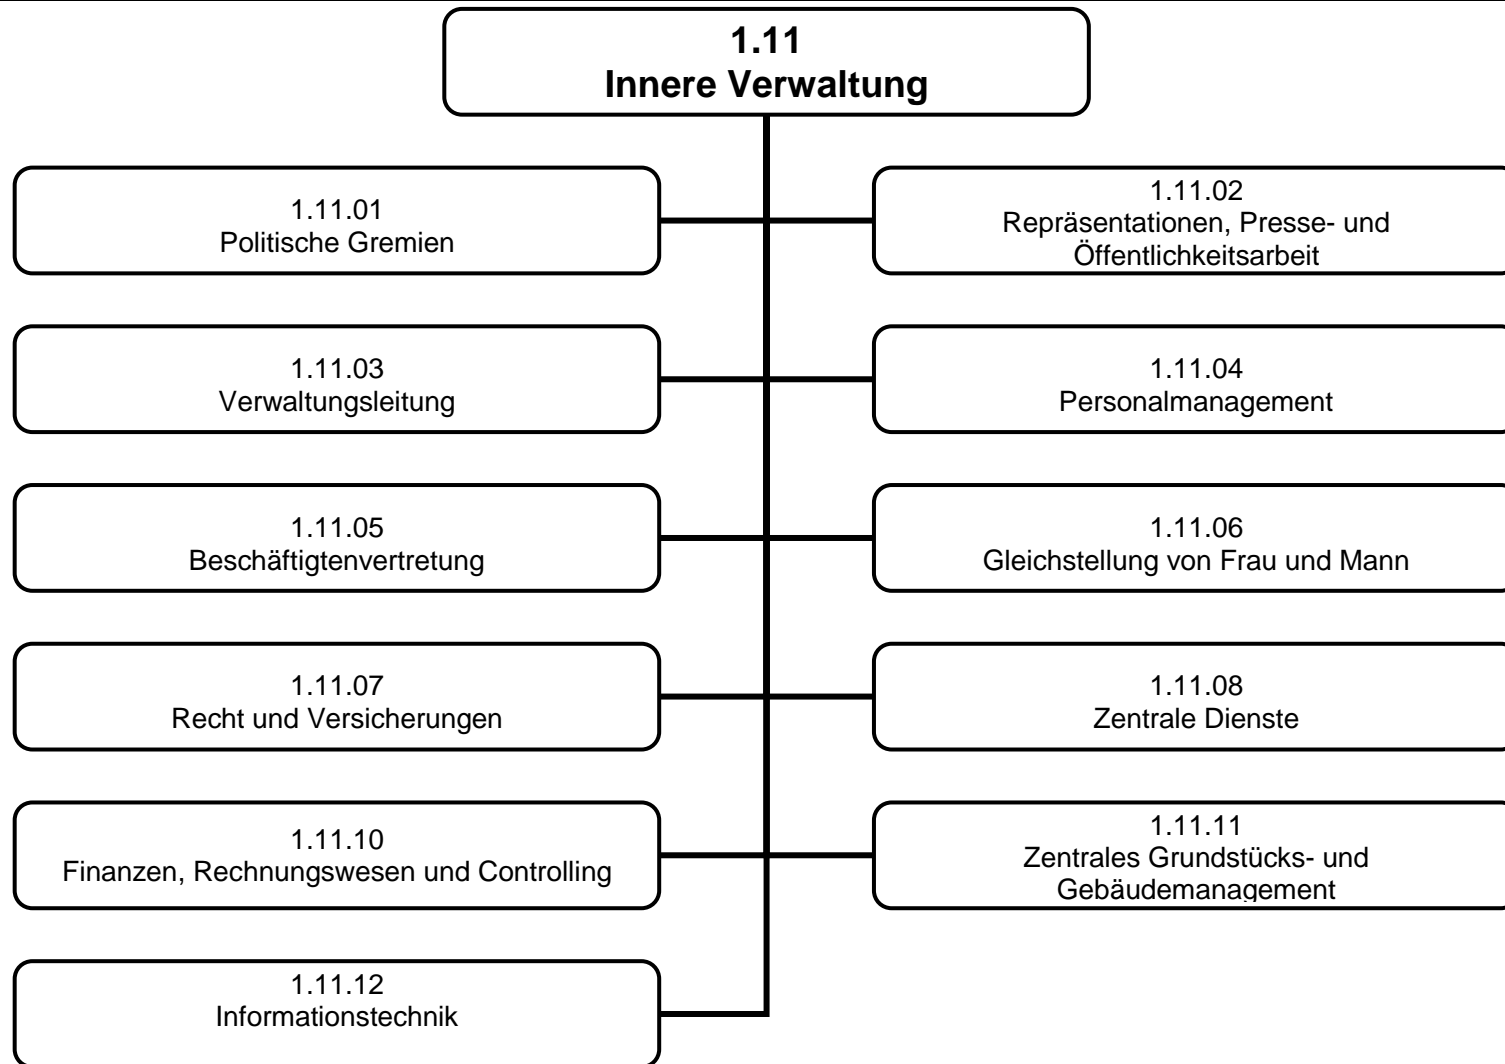 1.11
Innere Verwaltung
1.11.01
Politische Gremien
1.11.02
Repräsentationen, Presse- und
Öffentlichkeitsarbeit
1.11.03
Verwaltungsleitung
1.11.04
Personalmanagement
1.11.05
Beschäftigtenvertretung
1.11.06
Gleichstellung von Frau und Mann
1.11.07
Recht und Versicherungen
1.11.08
Zentrale Dienste
1.11.10
Finanzen, Rechnungswesen und Controlling
1.11.11
Zentrales Grundstücks- und
Gebäudemanagement
1.11.12
Informationstechnik